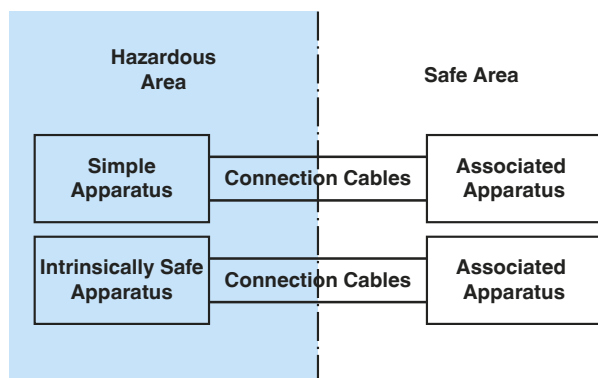 Hazardous
Area
Safe Area
Simple
Apparatus
Connection Cables
Associated
Apparatus
Intrinsically Safe
Apparatus
Connection Cables
Associated
Apparatus